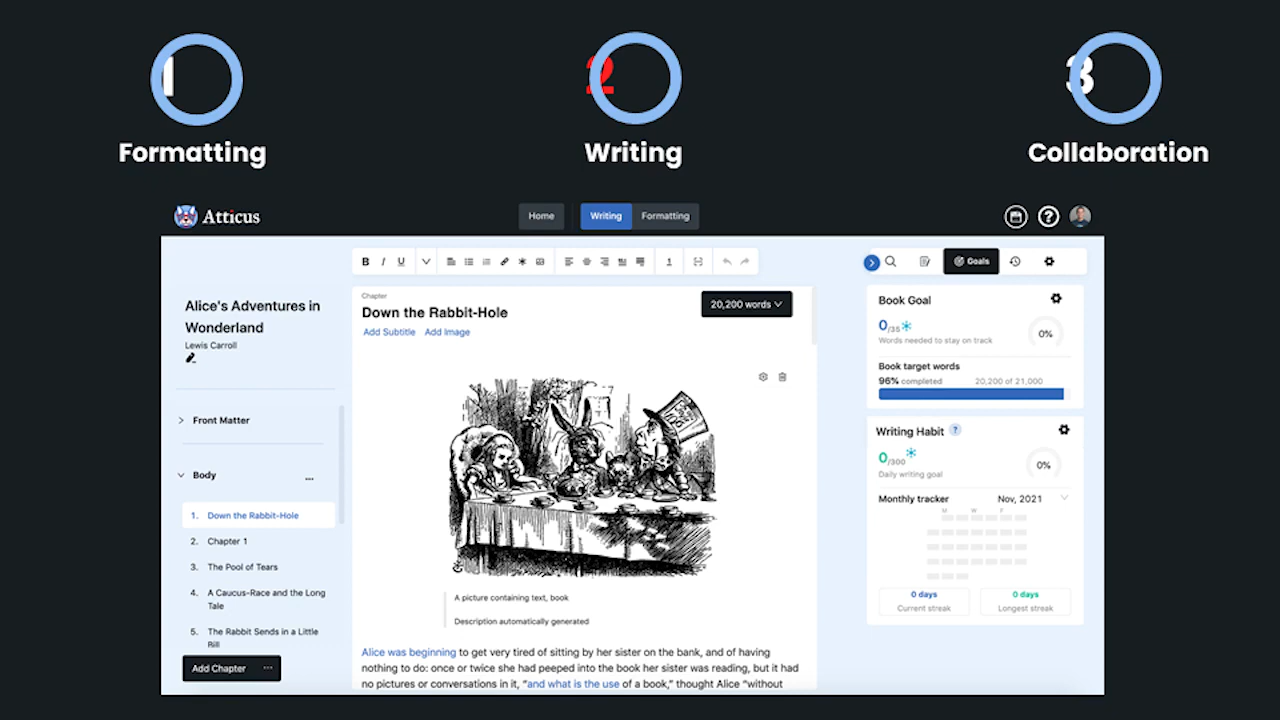 1
2
3
Formatting
Writing
Collaboration
Atticus
Home
Writing
Formatting
B I U
1
Goals
Alice's Adventures in
Wonderland
Lewis Carroll
Front Matter
Body
...
1. Down the Rabbit-Hole
2. Chapter 1
3. The Pool of Tears
4. A Caucus-Race and the Long
Tale
5. The Rabbit Sends in a Little
Bill
Add Chapter ...
Chapter
Down the Rabbit-Hole
20,200 words
Add Subtitle Add Image
A picture containing text, book
Description automatically generated
Alice was beginning to get very tired of sitting by her sister on the bank, and of having
nothing to do: once or twice she had peeped into the book her sister was reading, but it had
no pictures or conversations in it, “and what is the use of a book,” thought Alice “without
Book Goal
0/35
Words needed to stay on track
0%
Book target words
96% completed 20,200 of 21,000
Writing Habit ?
0/300
Daily writing goal
0%
Monthly tracker Nov, 2021
M W F
0 days
Current streak
0 days
Longest streak